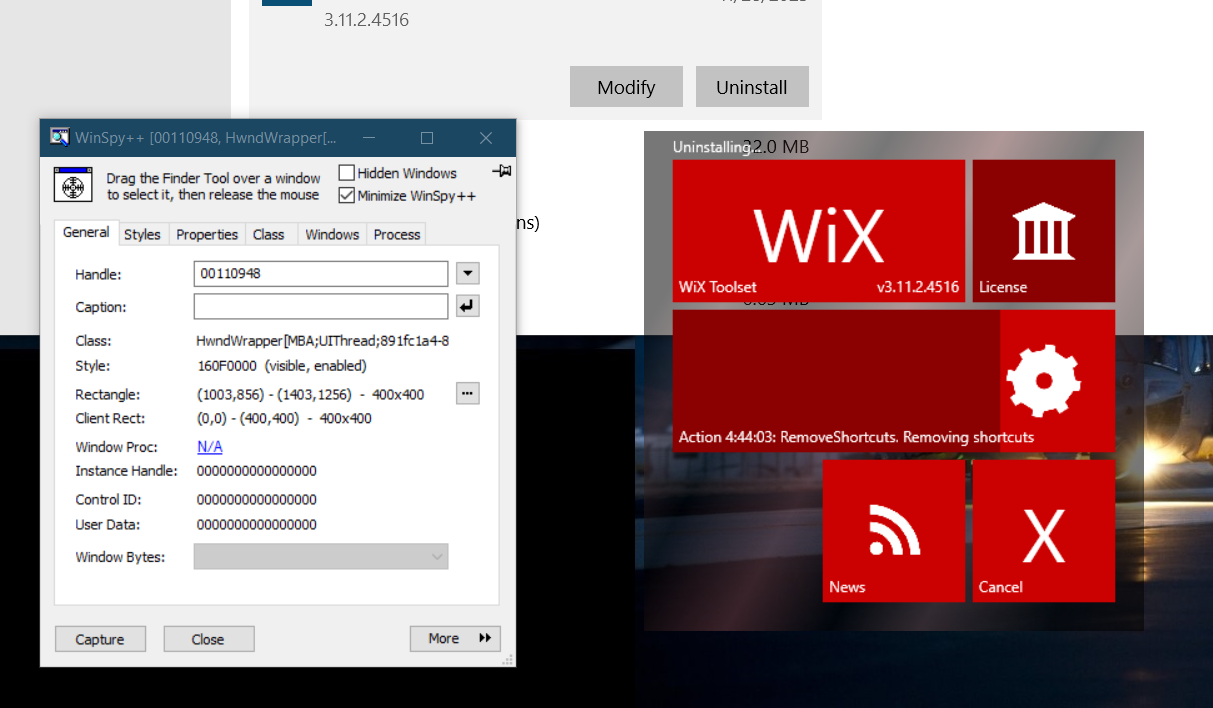 3.11.2.4516
Modify
Uninstall
WinSpy++ [00110948, HwndWrapper[...
Drag the Finder Tool over a window
to select it, then release the mouse
Hidden Windows
Minimize WinSpy++
General
Styles
Properties
Class
Windows
Process
Handle:
00110948
Caption:
Class:
HwndWrapper[MBA;UIThread;891fc1a4-8
Style:
160F0000 (visible, enabled)
Rectangle:
(1003,856) - (1403,1256) - 400x400
...
Client Rect:
(0,0) - (400,400) - 400x400
Window Proc:
N/A
Instance Handle:
0000000000000000
Control ID:
0000000000000000
User Data:
0000000000000000
Window Bytes:
Capture
Close
More
ns)
Uninstalling...
32.0 MB
WiX
WiX Toolset
v3.11.2.4516
License
MB
Action 4:44:03: RemoveShortcuts. Removing shortcuts
News
X
Cancel